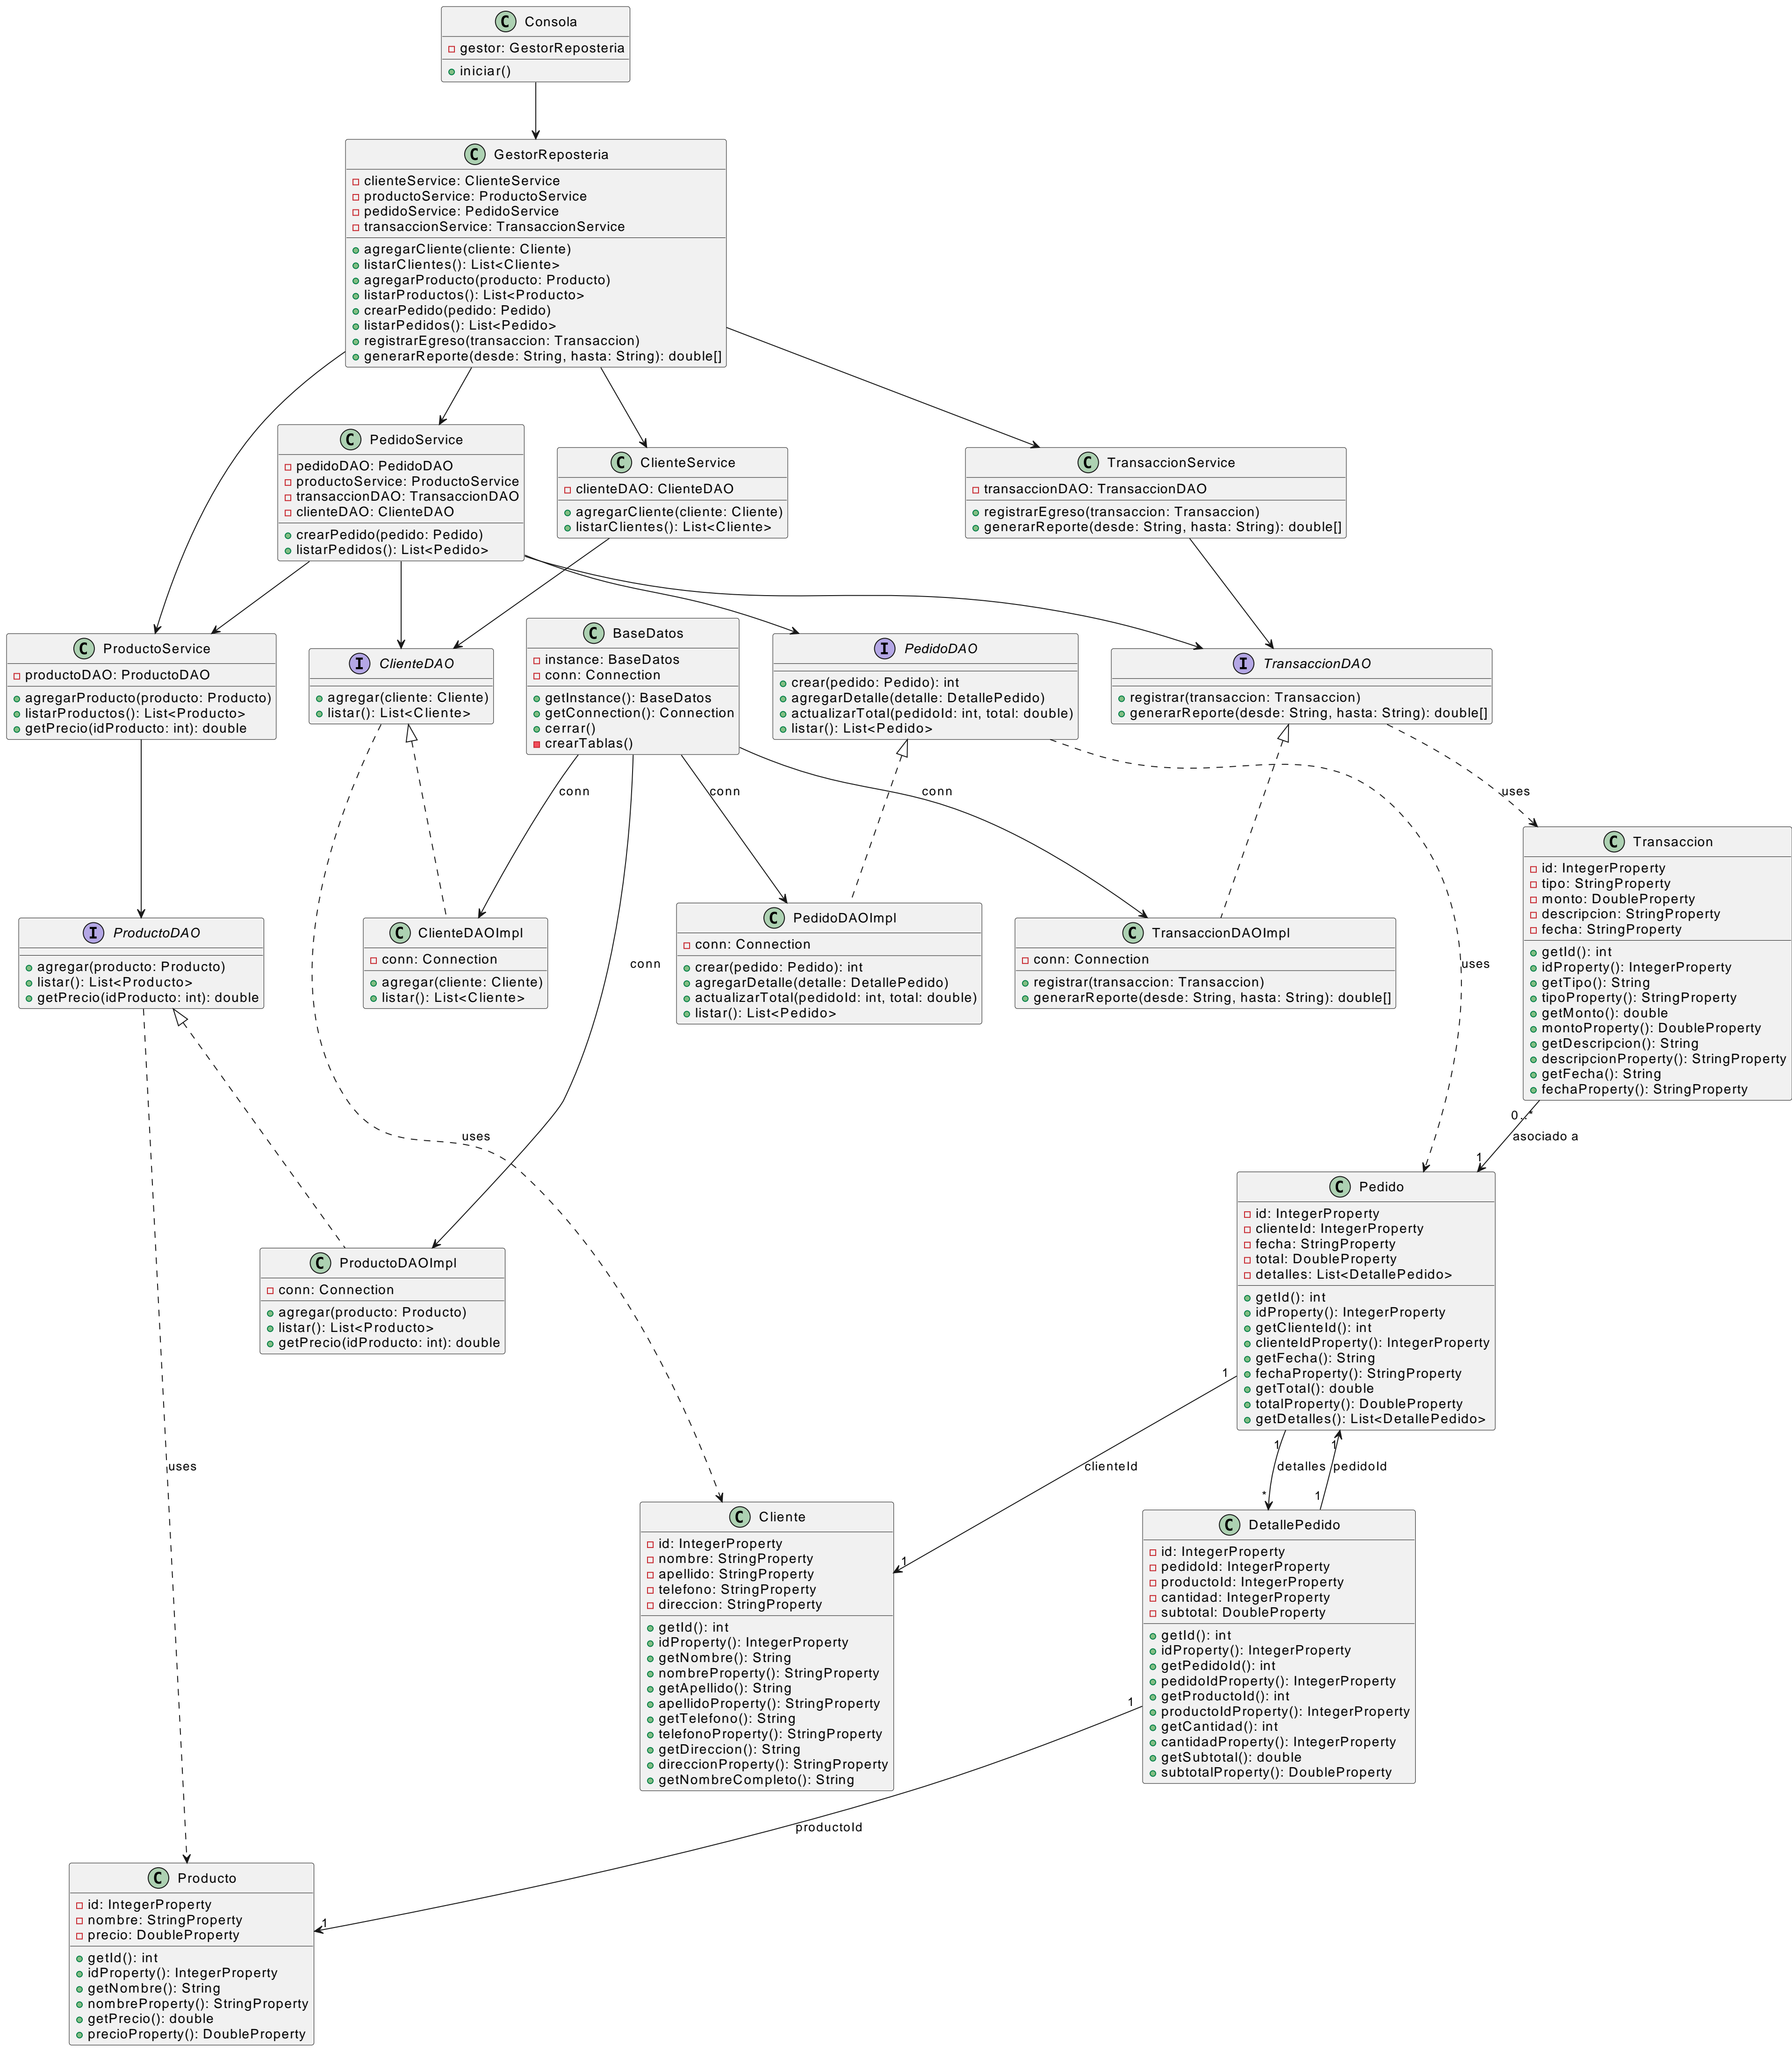 C Consola
gestor: GestorReposteria
iniciar()
C GestorReposteria
clienteService: ClienteService
productoService: ProductoService
pedidoService: PedidoService
transaccionService: TransaccionService
agregarCliente(cliente: Cliente)
listarClientes(): List<Cliente>
agregarProducto(producto: Producto)
listarProductos(): List<Producto>
crearPedido(pedido: Pedido)
listarPedidos(): List<Pedido>
registrarEgreso(transaccion: Transaccion)
generarReporte(desde: String, hasta: String): double[]
C PedidoService
pedidoDAO: PedidoDAO
productoService: ProductoService
transaccionDAO: TransaccionDAO
clienteDAO: ClienteDAO
crearPedido(pedido: Pedido)
listarPedidos(): List<Pedido>
C ClienteService
clienteDAO: ClienteDAO
agregarCliente(cliente: Cliente)
listarClientes(): List<Cliente>
C TransaccionService
transaccionDAO: TransaccionDAO
registrarEgreso(transaccion: Transaccion)
generarReporte(desde: String, hasta: String): double[]
C ProductoService
productoDAO: ProductoDAO
agregarProducto(producto: Producto)
listarProductos(): List<Producto>
getPrecio(idProducto: int): double
I ClienteDAO
agregar(cliente: Cliente)
listar(): List<Cliente>
C BaseDatos
instance: BaseDatos
conn: Connection
getInstance(): BaseDatos
getConnection(): Connection
cerrar()
crearTablas()
I PedidoDAO
crear(pedido: Pedido): int
agregarDetalle(detalle: DetallePedido)
actualizarTotal(pedidoId: int, total: double)
listar(): List<Pedido>
I TransaccionDAO
registrar(transaccion: Transaccion)
generarReporte(desde: String, hasta: String): double[]
conn
conn
conn
uses
C Transaccion
id: IntegerProperty
tipo: StringProperty
monto: DoubleProperty
descripcion: StringProperty
fecha: StringProperty
getId(): int
idProperty(): IntegerProperty
getTipo(): String
tipoProperty(): StringProperty
getMonto(): double
montoProperty(): DoubleProperty
getDescripcion(): String
descripcionProperty(): StringProperty
getFecha(): String
fechaProperty(): StringProperty
I ProductoDAO
agregar(producto: Producto)
listar(): List<Producto>
getPrecio(idProducto: int): double
C ClienteDAOImpl
conn: Connection
agregar(cliente: Cliente)
listar(): List<Cliente>
conn
C PedidoDAOImpl
conn: Connection
crear(pedido: Pedido): int
agregarDetalle(detalle: DetallePedido)
actualizarTotal(pedidoId: int, total: double)
listar(): List<Pedido>
C TransaccionDAOImpl
conn: Connection
registrar(transaccion: Transaccion)
generarReporte(desde: String, hasta: String): double[]
uses
0..*
asociado a
1
uses
C Pedido
id: IntegerProperty
clienteId: IntegerProperty
fecha: StringProperty
total: DoubleProperty
detalles: List<DetallePedido>
getId(): int
idProperty(): IntegerProperty
getClienteId(): int
clienteIdProperty(): IntegerProperty
getFecha(): String
fechaProperty(): StringProperty
getTotal(): double
totalProperty(): DoubleProperty
getDetalles(): List<DetallePedido>
C ProductoDAOImpl
conn: Connection
agregar(producto: Producto)
listar(): List<Producto>
getPrecio(idProducto: int): double
1
1
1
uses
clienteId
detalles
pedidoId
*
1
1
C Cliente
id: IntegerProperty
nombre: StringProperty
apellido: StringProperty
telefono: StringProperty
direccion: StringProperty
getId(): int
idProperty(): IntegerProperty
getNombre(): String
nombreProperty(): StringProperty
getApellido(): String
apellidoProperty(): StringProperty
getTelefono(): String
telefonoProperty(): StringProperty
getDireccion(): String
direccionProperty(): StringProperty
getNombreCompleto(): String
C DetallePedido
id: IntegerProperty
pedidoId: IntegerProperty
productoId: IntegerProperty
cantidad: IntegerProperty
subtotal: DoubleProperty
getId(): int
idProperty(): IntegerProperty
getPedidoId(): int
pedidoIdProperty(): IntegerProperty
getProductoId(): int
productoIdProperty(): IntegerProperty
getCantidad(): int
cantidadProperty(): IntegerProperty
getSubtotal(): double
subtotalProperty(): DoubleProperty
1
productoId
1
C Producto
id: IntegerProperty
nombre: StringProperty
precio: DoubleProperty
getId(): int
idProperty(): IntegerProperty
getNombre(): String
nombreProperty(): StringProperty
getPrecio(): double
precioProperty(): DoubleProperty